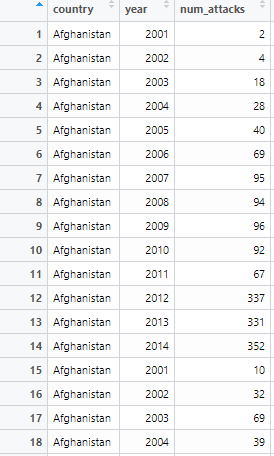 country year num_attacks
1 Afghanistan 2001 2
2 Afghanistan 2002 4
3 Afghanistan 2003 18
4 Afghanistan 2004 28
5 Afghanistan 2005 40
6 Afghanistan 2006 69
7 Afghanistan 2007 95
8 Afghanistan 2008 94
9 Afghanistan 2009 96
10 Afghanistan 2010 92
11 Afghanistan 2011 67
12 Afghanistan 2012 337
13 Afghanistan 2013 331
14 Afghanistan 2014 352
15 Afghanistan 2001 10
16 Afghanistan 2002 32
17 Afghanistan 2003 69
18 Afghanistan 2004 39